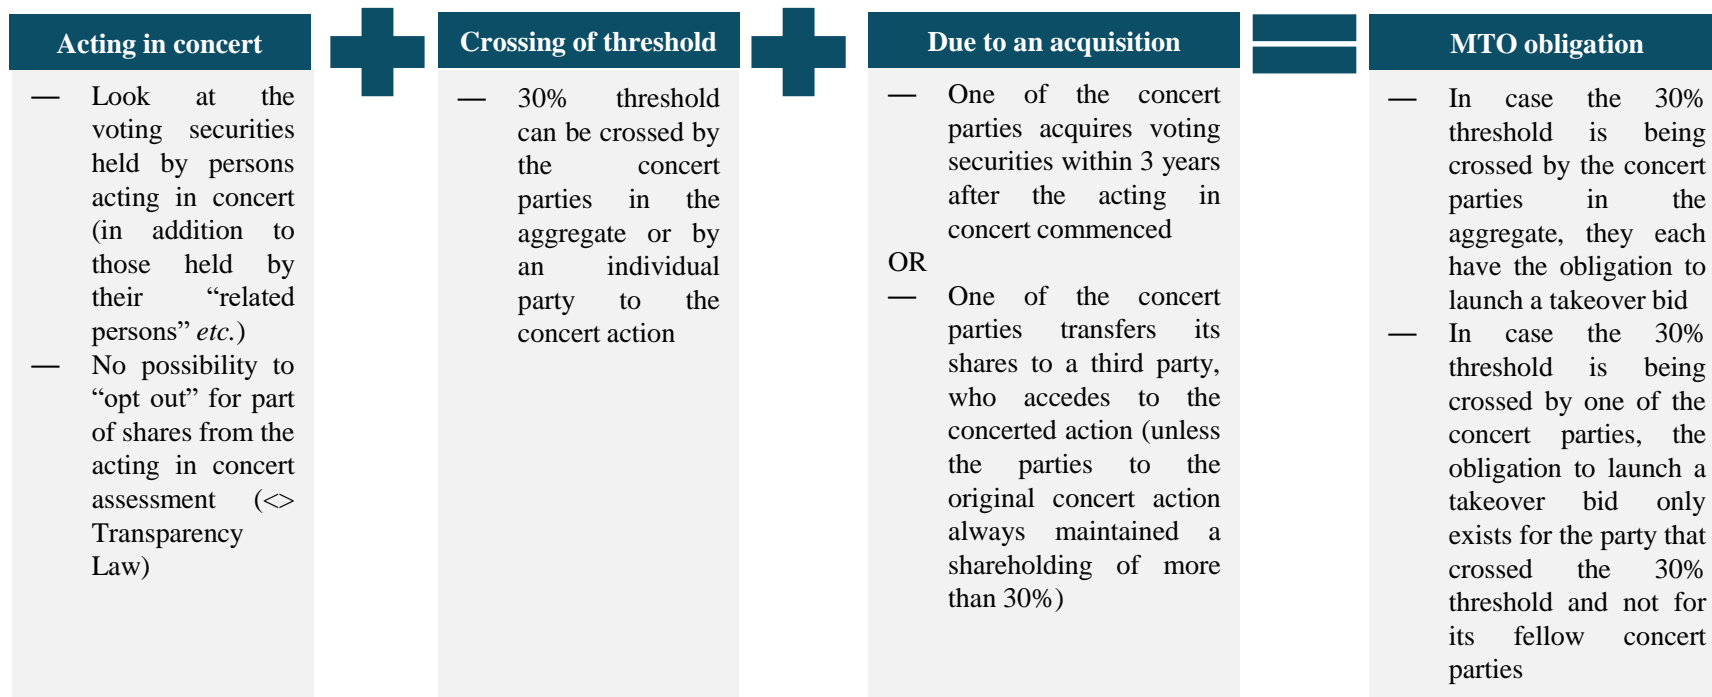 Acting in concert
— Look at the
voting securities
held by persons
acting in concert
(in addition to
those held by
their “related
persons” etc.)
— No possibility to
“opt out” for part
of shares from the
acting in concert
assessment (<>
Transparency
Law)
Crossing of threshold
— 30% threshold
can be crossed by
the concert
parties in the
aggregate or by
an individual
party to the
concert action
Due to an acquisition
— One of the concert
parties acquires voting
securities within 3 years
after the acting in
concert commenced
OR
— One of the concert
parties transfers its
shares to a third party,
who accedes to the
concerted action (unless
the parties to the
original concert action
always maintained a
shareholding of more
than 30%)
MTO obligation
— In case the 30%
threshold is being
crossed by the concert
parties in the
aggregate, they each
have the obligation to
launch a takeover bid
— In case the 30%
threshold is being
crossed by one of the
concert parties, the
obligation to launch a
takeover bid only
exists for the party that
crossed the 30%
threshold and not for
its fellow concert
parties